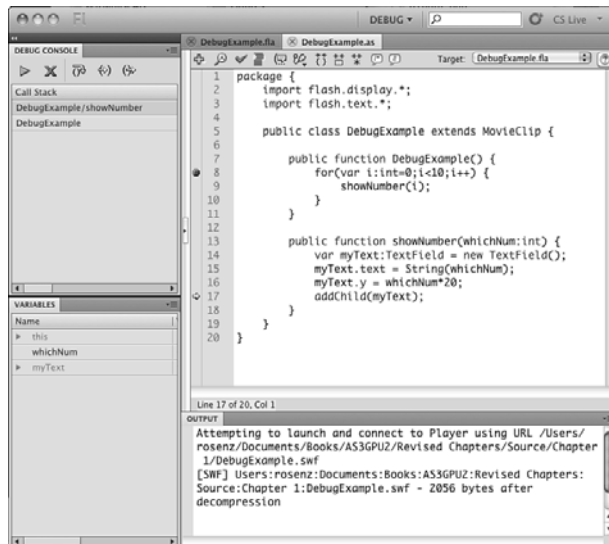 Fl
DEBUG
CS Live
DEBUG CONSOLE
Call Stack
DebugExample/showNumber
DebugExample
VARIABLES
Name
this
whichNum
myText
DebugExample.fla
DebugExample.as
Target: DebugExample.fla
1 package {
2 import flash.display.*;
3 import flash.text.*;
4
5 public class DebugExample extends MovieClip {
6
7 public function DebugExample() {
8 for(var i:int=0;i<10;i++) {
9 showNumber(i);
10 }
11 }
12
13 public function showNumber(whichNum:int) {
14 var myText:TextField = new TextField();
15 myText.text = String(whichNum);
16 myText.y = whichNum*20;
17 addChild(myText);
18 }
19 }
20 }
Line 17 of 20, Col 1
OUTPUT
Attempting to launch and connect to Player using URL /Users/
rosenz/Documents/Books/AS3GPU2/Revised Chapters/Source/Chapter
1/DebugExample.swf
[SWF] Users:rosenz:Documents:Books:AS3GPU2:Revised Chapters:
Source:Chapter 1:DebugExample.swf - 2056 bytes after
decompression